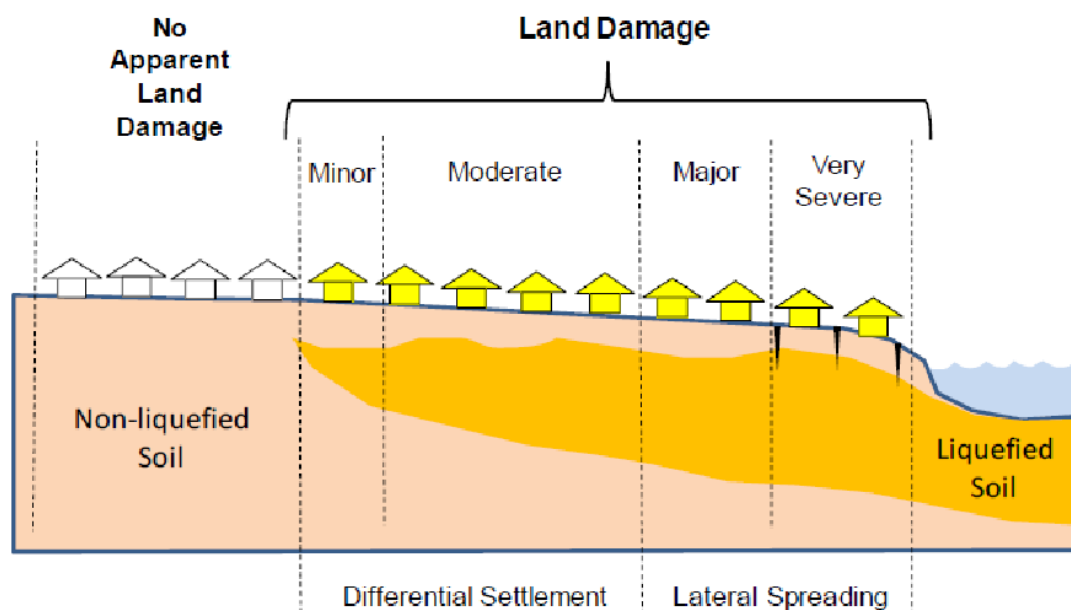 No
Apparent
Land
Damage
Land Damage
Minor
Moderate
Major
Very
Severe
Non-liquefied
Soil
Liquefied
Soil
Differential Settlement
Lateral Spreading